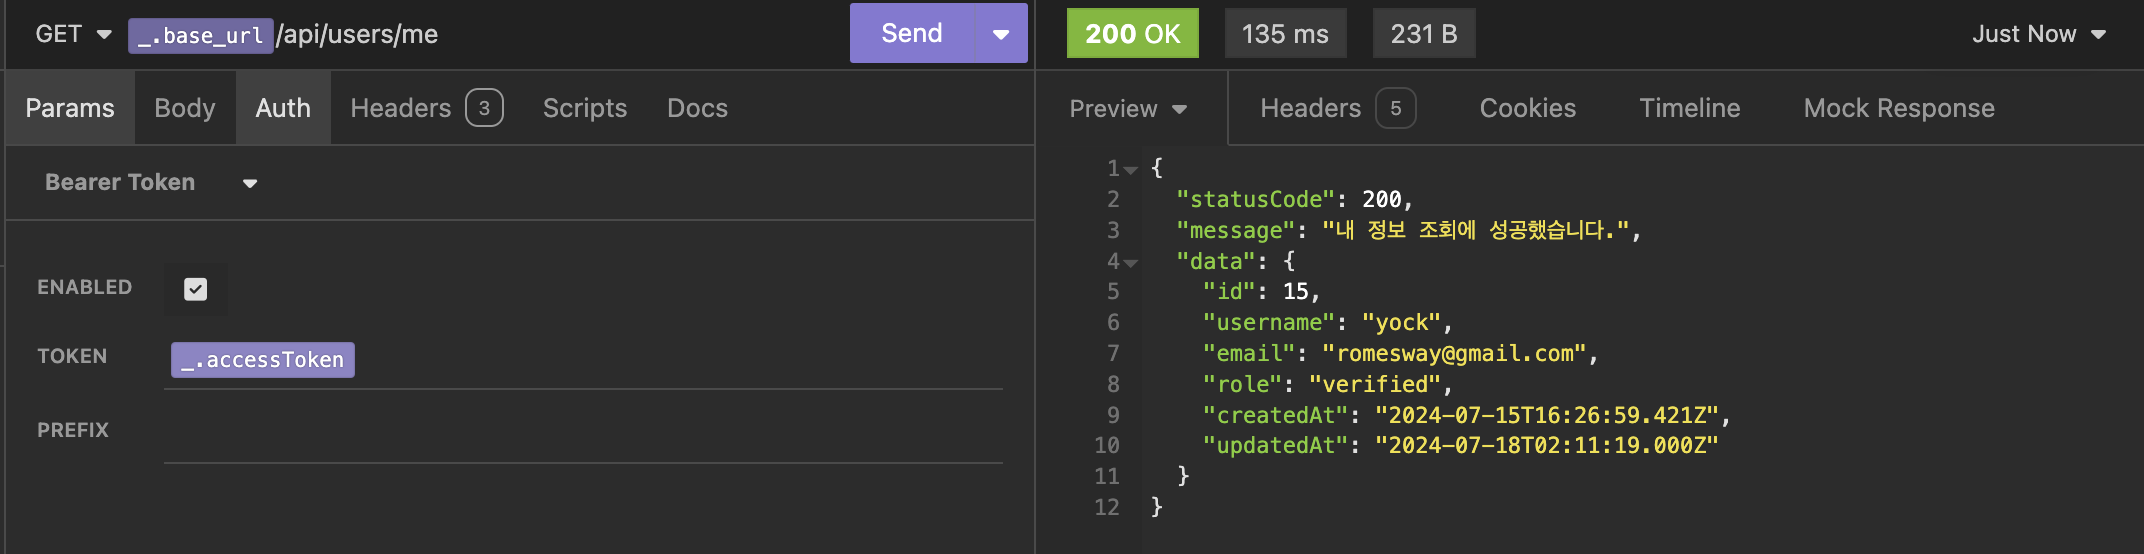 GET _.base_url/api/users/me Send
200 OK 135 ms 231 B Just Now
Params Body Auth Headers 3 Scripts Docs
Preview Headers 5 Cookies Timeline Mock Response
Bearer Token
ENABLED
TOKEN _.accessToken
PREFIX
1 {
2 "statusCode": 200,
3 "message": "내 정보 조회에 성공했습니다.",
4 "data": {
5 "id": 15,
6 "username": "yock",
7 "email": "romesway@gmail.com",
8 "role": "verified",
9 "createdAt": "2024-07-15T16:26:59.421Z",
10 "updatedAt": "2024-07-18T02:11:19.000Z"
11 }
12 }